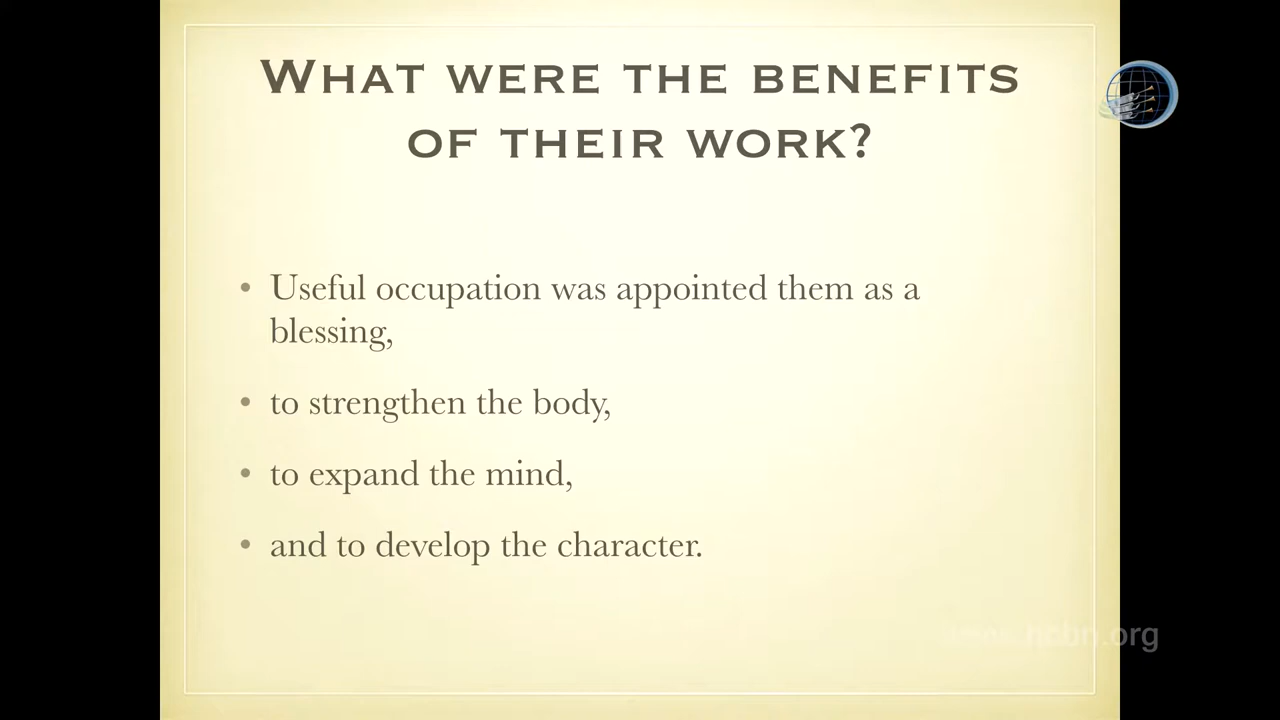 What were the benefits
of their work?
• Useful occupation was appointed them as a
blessing,
• to strengthen the body,
• to expand the mind,
• and to develop the character.